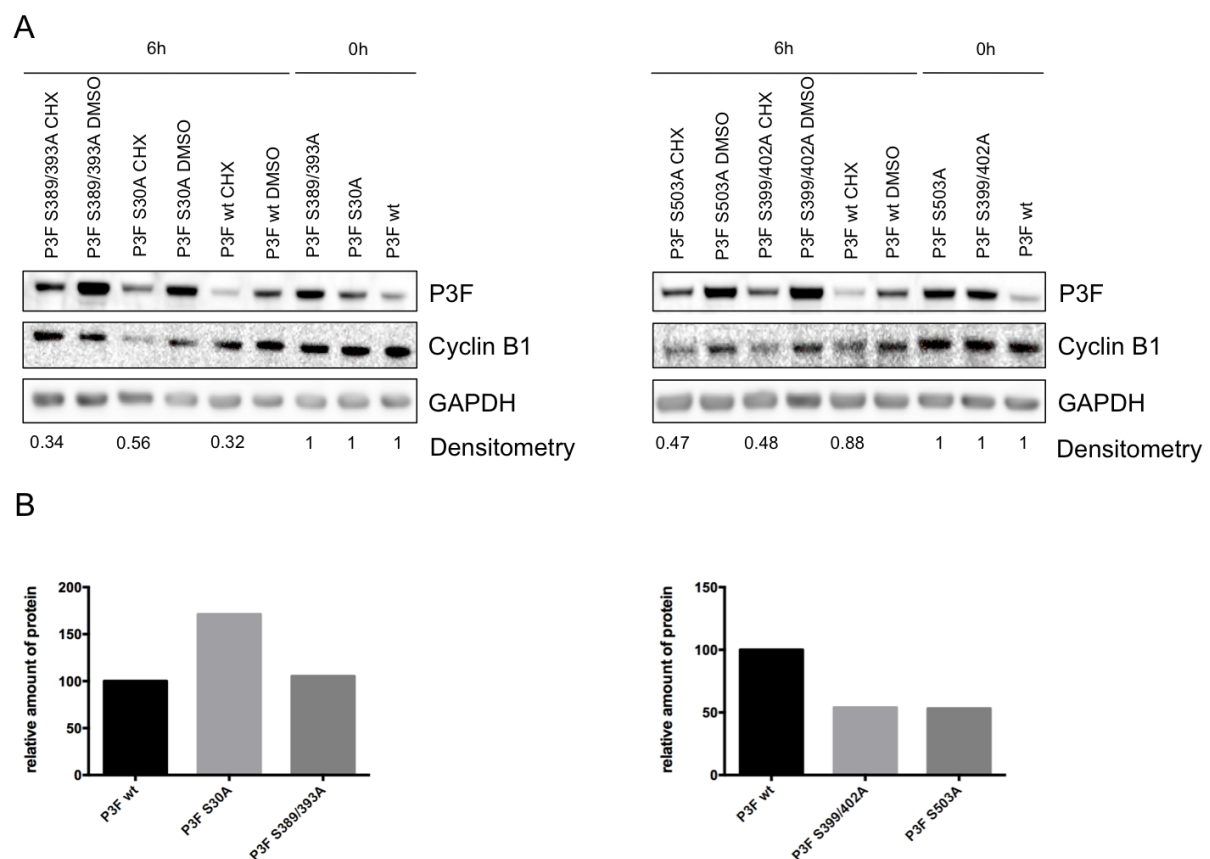 A
6h 0h
P3F S389/393A CHX
P3F S389/393A DMSO
P3F S30A CHX
P3F S30A DMSO
P3F wt CHX
P3F wt DMSO
P3F S389/393A
P3F S30A
P3F wt
P3F
Cyclin B1
GAPDH
0.34 0.56 0.32 1 1 1 Densitometry
6h 0h
P3F S503A CHX
P3F S503A DMSO
P3F S399/402A CHX
P3F S399/402A DMSO
P3F wt CHX
P3F wt DMSO
P3F S503A
P3F S399/402A
P3F wt
P3F
Cyclin B1
GAPDH
0.47 0.48 0.88 1 1 1 Densitometry
B
relative amount of protein
200
150
100
50
0
P3F wt
P3F S30A
P3F S389/393A
relative amount of protein
150
100
50
0
P3F wt
P3F S399/402A
P3F S503A